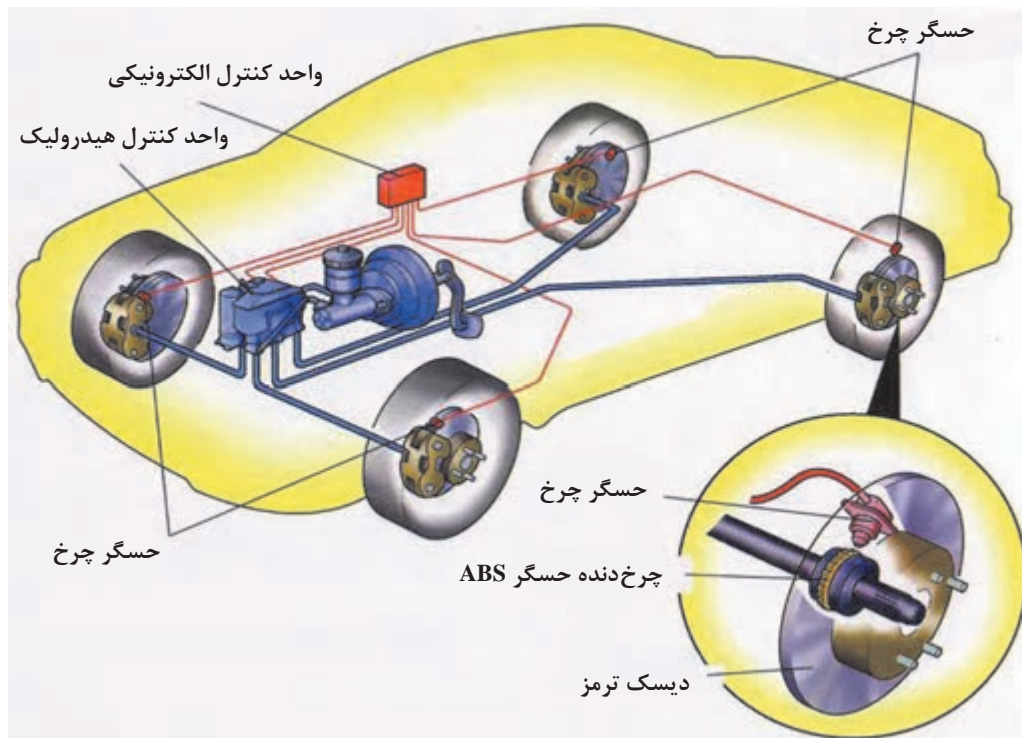 حسگر چرخ
واحد کنترل الکترونیکی
واحد کنترل هیدرولیک
حسگر چرخ
حسگر چرخ
چرخ‌دنده حسگر ABS
دیسک ترمز